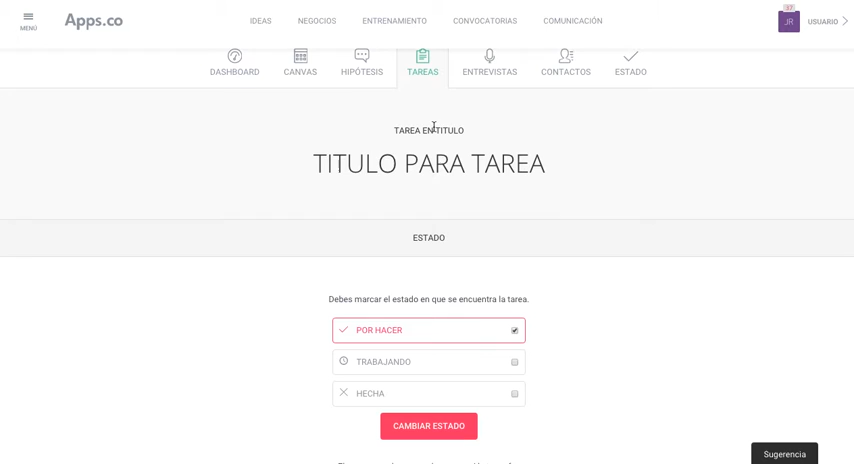 MENÚ
Apps.co
IDEAS NEGOCIOS ENTRENAMIENTO CONVOCATORIAS COMUNICACIÓN
37
JR
USUARIO
DASHBOARD CANVAS HIPÓTESIS TAREAS ENTREVISTAS CONTACTOS ESTADO
TAREA EN TITULO
TITULO PARA TAREA
ESTADO
Debes marcar el estado en que se encuentra la tarea.
POR HACER
TRABAJANDO
HECHA
CAMBIAR ESTADO
Sugerencia